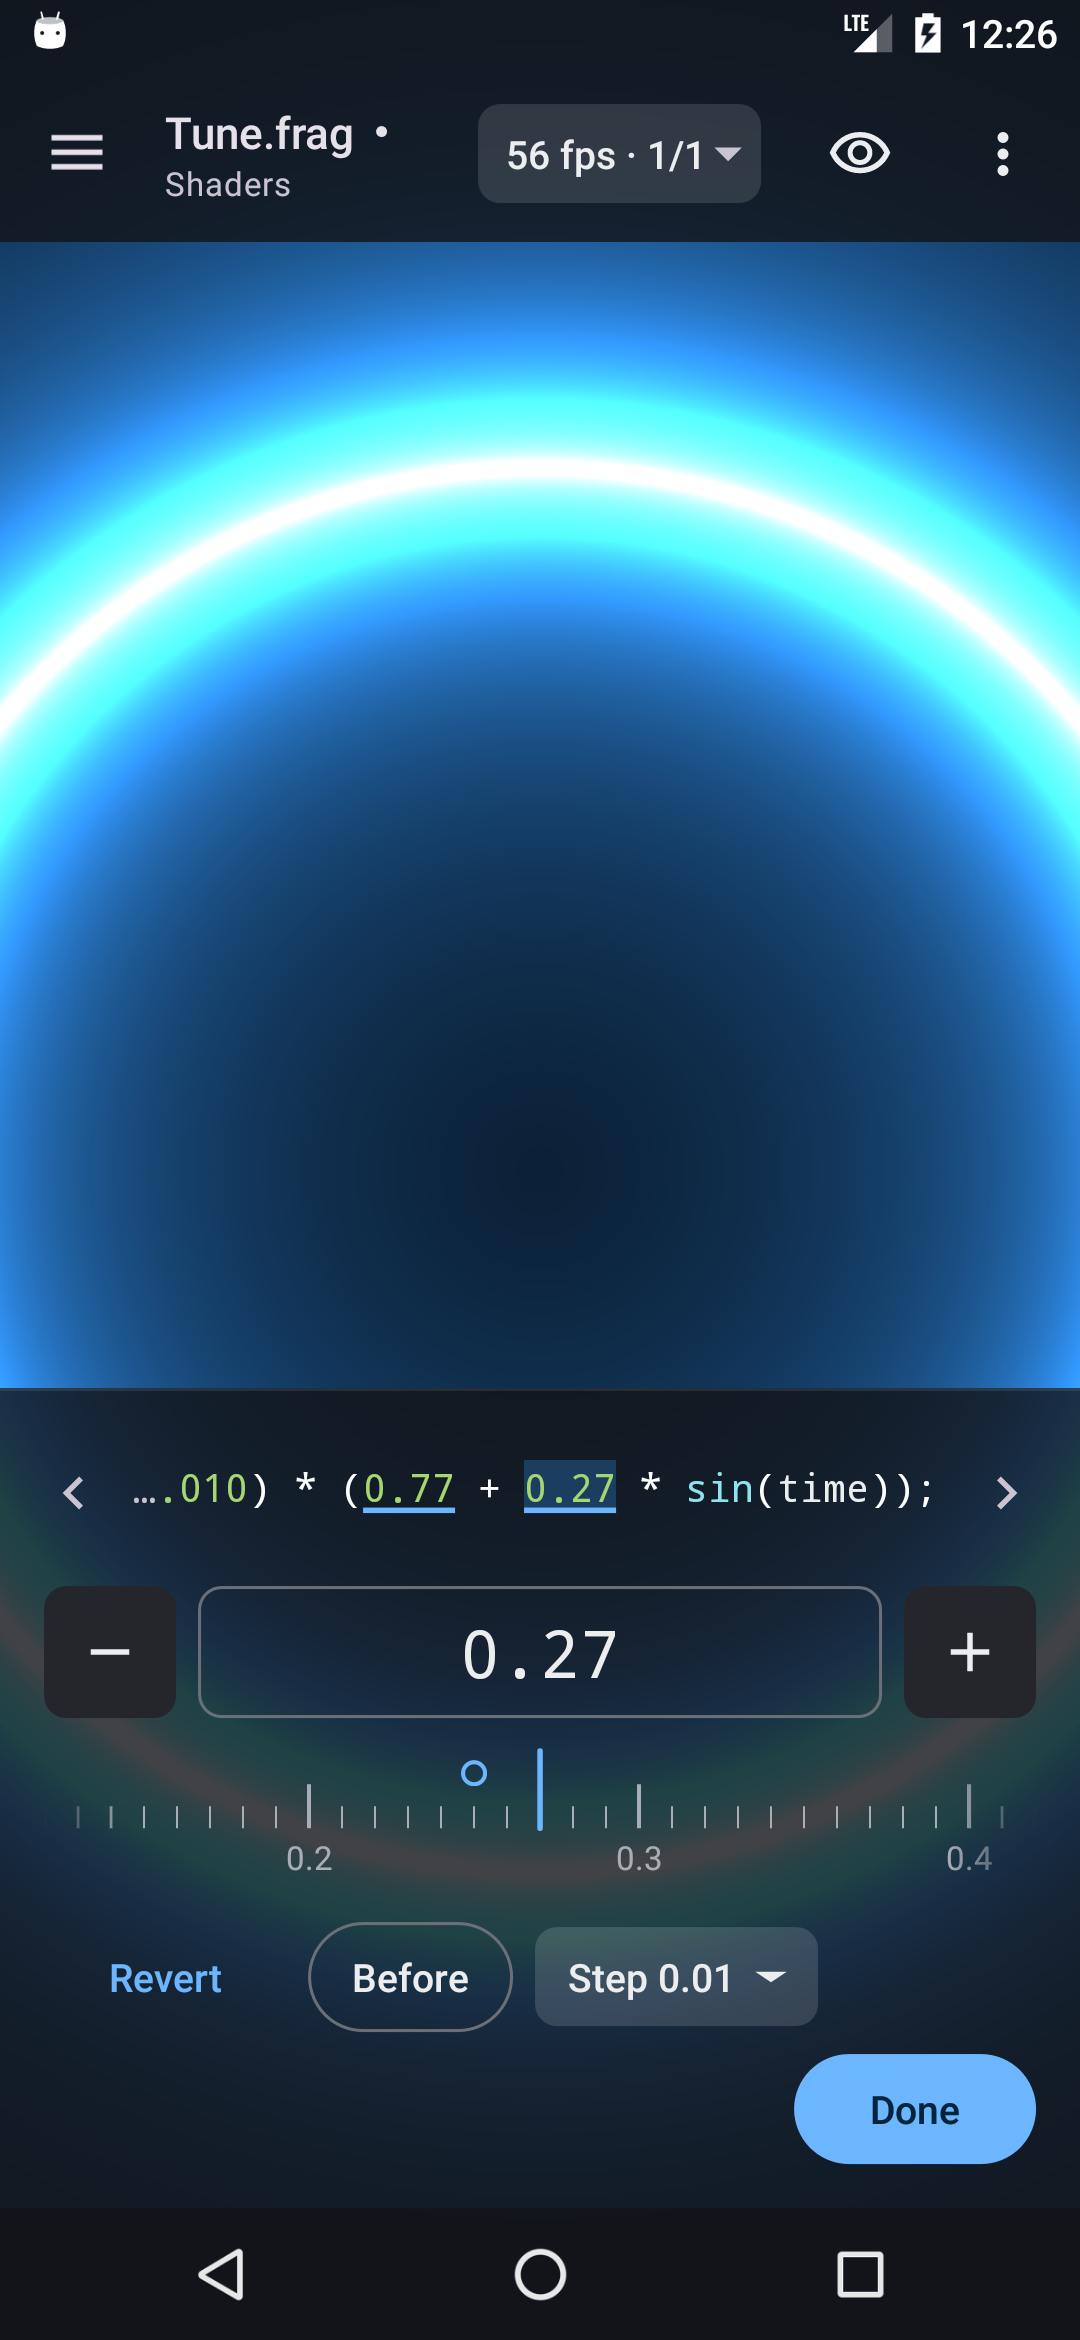 LTE 12:26
Tune.frag •
56 fps · 1/1
Shaders
….010) * (0.77 + 0.27 * sin(time));
− 0.27 +
0.2 0.3 0.4
Revert Before Step 0.01
Done